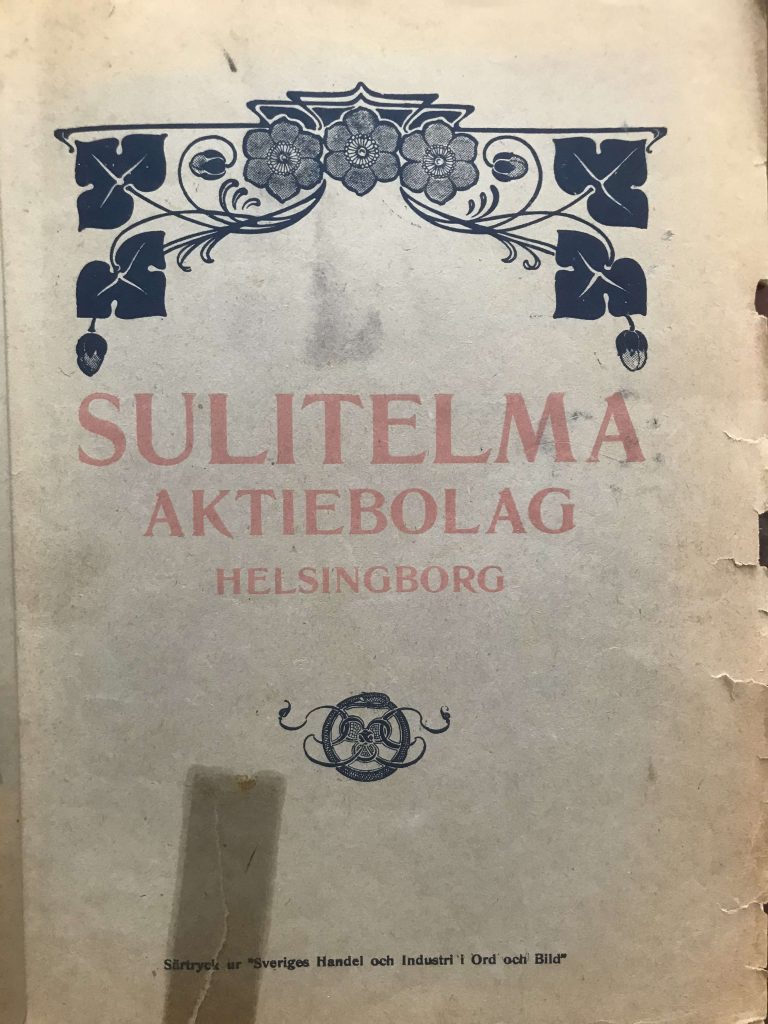 SULITELMA
AKTIEBOLAG
HELSINGBORG
Särtryck ur "Sveriges Handel och Industri i Ord och Bild"